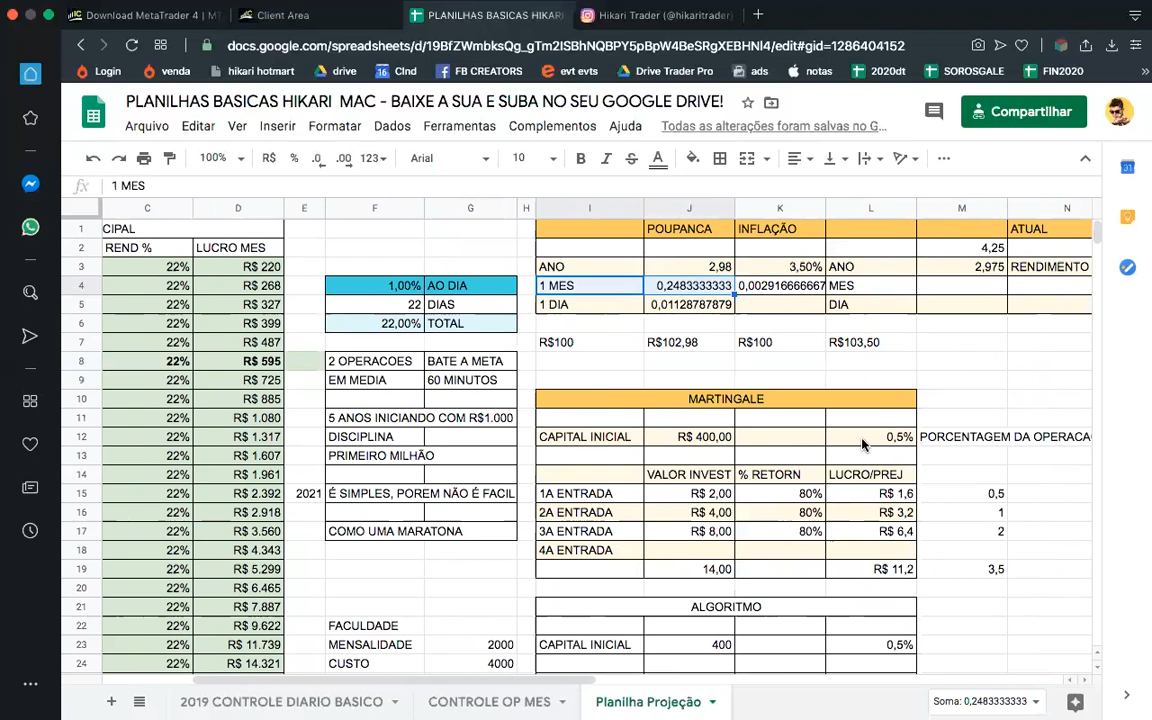 Download MetaTrader 4 | MT
Client Area
PLANILHAS BASICAS HIKARI
Hikari Trader (@hikaritrader)
docs.google.com/spreadsheets/d/19BfZWmbksQg_gTm2ISBhNQBPY5pBpW4BeSRgXEBHNI4/edit#gid=1286404152
Login venda hikari hotmart drive 16 Clnd FB CREATORS evt evts Drive Trader Pro ads notas 2020dt SOROSGALE FIN2020 »
PLANILHAS BASICAS HIKARI MAC - BAIXE A SUA E SUBA NO SEU GOOGLE DRIVE!
Compartilhar
Arquivo Editar Ver Inserir Formatar Dados Ferramentas Complementos Ajuda Todas as alterações foram salvas no G...
100% R$ % .0 .00 123 Arial 10 B I S A
fx 1 MES
C D E F G H I J K L M N
1 CIPAL POUPANCA INFLAÇÃO ATUAL
2 REND % LUCRO MES 4,25
3 22% R$ 220 ANO 2,98 3,50% ANO 2,975 RENDIMENTO
4 22% R$ 268 1,00% AO DIA 1 MES 0,2483333333 0,002916666667 MES
5 22% R$ 327 22 DIAS 1 DIA 0,01128787879 DIA
6 22% R$ 399 22,00% TOTAL
7 22% R$ 487 R$100 R$102,98 R$100 R$103,50
8 22% R$ 595 2 OPERACOES BATE A META
9 22% R$ 725 EM MEDIA 60 MINUTOS
10 22% R$ 885 MARTINGALE
11 22% R$ 1.080 5 ANOS INICIANDO COM R$1.000
12 22% R$ 1.317 DISCIPLINA CAPITAL INICIAL R$ 400,00 0,5% PORCENTAGEM DA OPERACA
13 22% R$ 1.607 PRIMEIRO MILHÃO
14 22% R$ 1.961 VALOR INVEST % RETORN LUCRO/PREJ
15 22% R$ 2.392 2021 É SIMPLES, POREM NÃO É FACIL 1A ENTRADA R$ 2,00 80% R$ 1,6 0,5
16 22% R$ 2.918 2A ENTRADA R$ 4,00 80% R$ 3,2 1
17 22% R$ 3.560 COMO UMA MARATONA 3A ENTRADA R$ 8,00 80% R$ 6,4 2
18 22% R$ 4.343 4A ENTRADA
19 22% R$ 5.299 14,00 R$ 11,2 3,5
20 22% R$ 6.465
21 22% R$ 7.887 ALGORITMO
22 22% R$ 9.622 FACULDADE
23 22% R$ 11.739 MENSALIDADE 2000 CAPITAL INICIAL 400 0,5%
24 22% R$ 14.321 CUSTO 4000
2019 CONTROLE DIARIO BASICO CONTROLE OP MES Planilha Projeção Soma: 0,2483333333